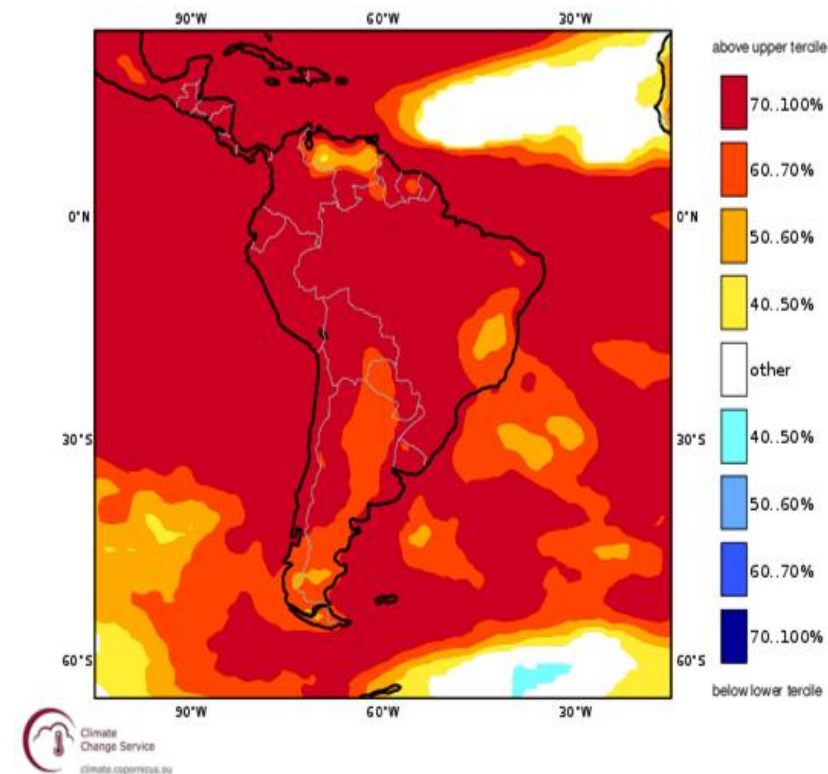 90°W 60°W 30°W
above upper tercile
70..100%
60..70%
0°N 0°N
50..60%
40..50%
other
30°S 30°S
40..50%
50..60%
60..70%
70..100%
60°S 60°S
below lower tercile
90°W 60°W 30°W
Climate
Change Service
climate.copernicus.eu